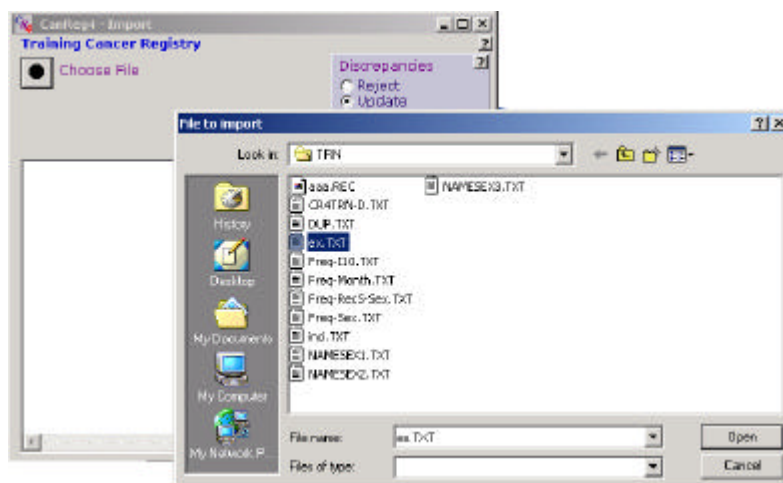 CanReg4 - Import
Training Cancer Registry
Choose File
Discrepancies
Reject
Update
File to import
Look in:
TRN
History
Desktop
My Documents
My Computer
My Network P...
aaa.REC
CR4TRN-D.TXT
DUP.TXT
ex.TXT
Freq-I10.TXT
Freq-Month.TXT
Freq-RecS-Sex.TXT
Freq-Sex.TXT
ind.TXT
NAMESEX1.TXT
NAMESEX2.TXT
NAMESEX3.TXT
File name:
ex.TXT
Open
Files of type:
Cancel